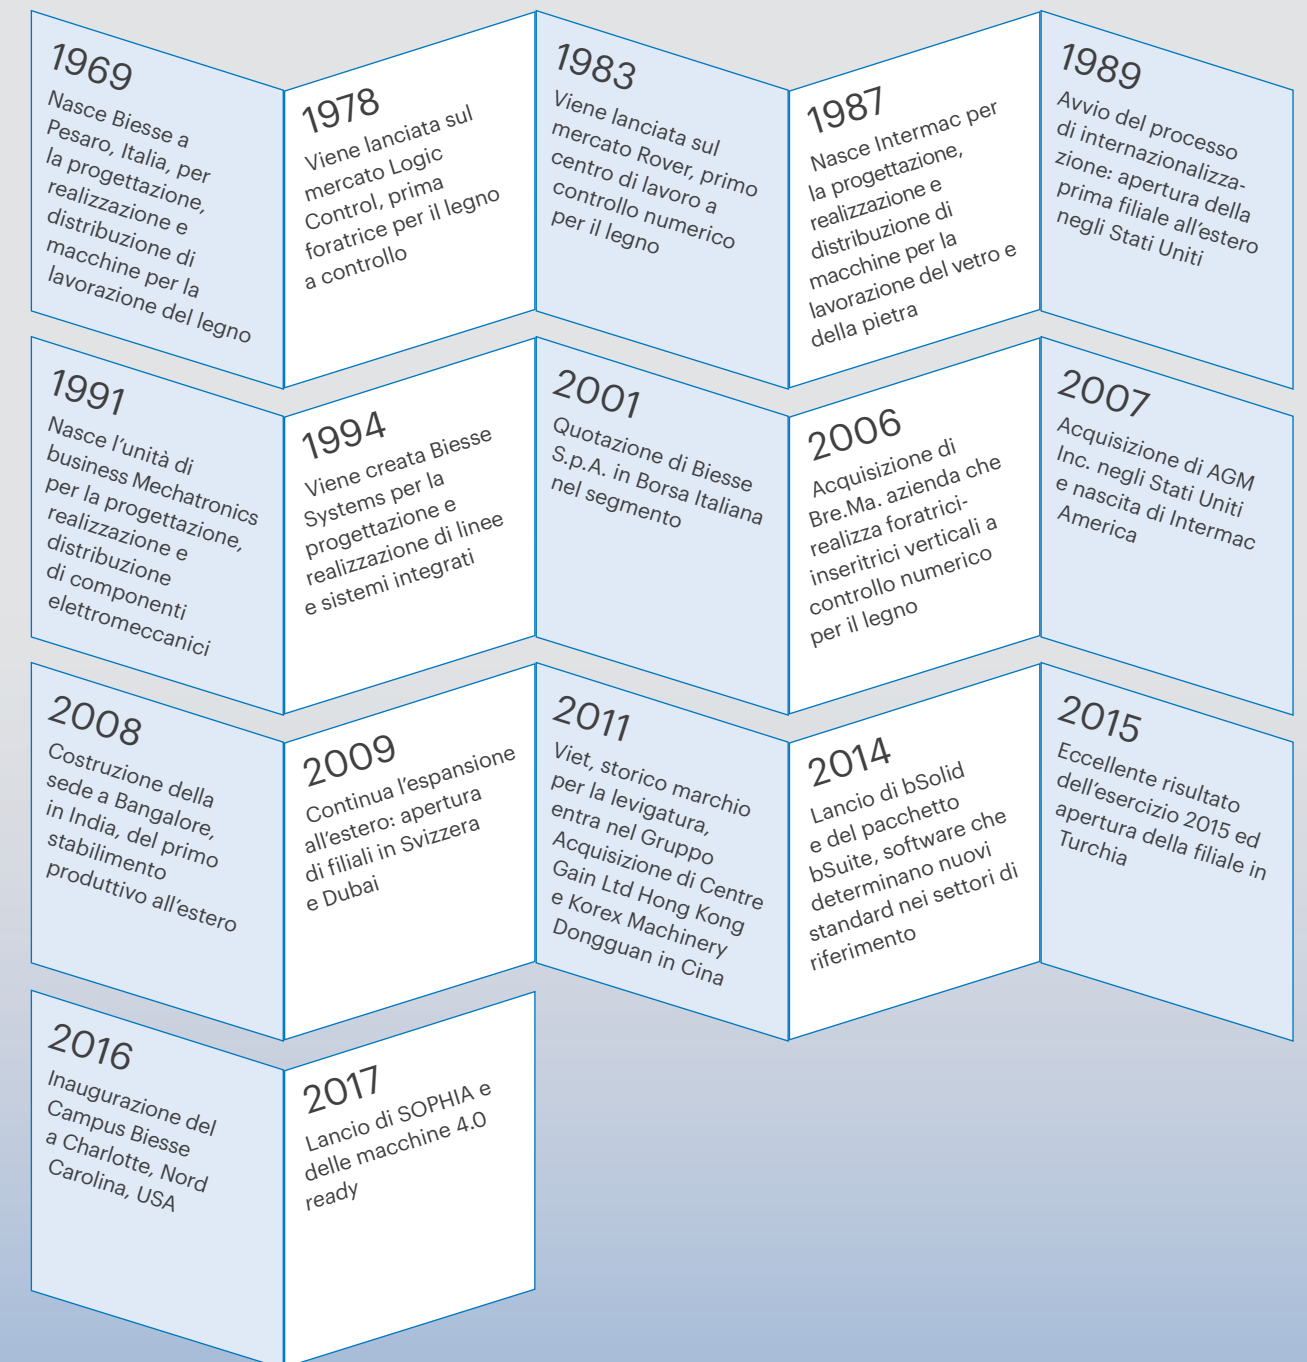 1969
Nasce Biesse a
Pesaro, Italia, per
la progettazione,
realizzazione e
distribuzione di
macchine per la
lavorazione del legno
1978
Viene lanciata sul
mercato Logic
Control, prima
foratrice per il legno
a controllo
1983
Viene lanciata sul
mercato Rover, primo
centro di lavoro a
controllo numerico
per il legno
1987
Nasce Intermac per
la progettazione,
realizzazione e
distribuzione di
macchine per la
lavorazione del vetro e
della pietra
1989
Avvio del processo
di internazionalizza-
zione: apertura della
prima filiale all’estero
negli Stati Uniti
1991
Nasce l’unità di
business Mechatronics
per la progettazione,
realizzazione e
distribuzione
di componenti
elettromeccanici
1994
Viene creata Biesse
Systems per la
progettazione e
realizzazione di linee
e sistemi integrati
2001
Quotazione di Biesse
S.p.A. in Borsa Italiana
nel segmento
2006
Acquisizione di
Bre.Ma. azienda che
realizza foratrici-
inseritrici verticali a
controllo numerico
per il legno
2007
Acquisizione di AGM
Inc. negli Stati Uniti
e nascita di Intermac
America
2008
Costruzione della
sede a Bangalore,
in India, del primo
stabilimento
produttivo all’estero
2009
Continua l’espansione
all’estero: apertura
di filiali in Svizzera
e Dubai
2011
Viet, storico marchio
per la levigatura,
entra nel Gruppo
Acquisizione di Centre
Gain Ltd Hong Kong
e Korex Machinery
Dongguan in Cina
2014
Lancio di bSolid
e del pacchetto
bSuite, software che
determinano nuovi
standard nei settori di
riferimento
2015
Eccellente risultato
dell’esercizio 2015 ed
apertura della filiale in
Turchia
2016
Inaugurazione del
Campus Biesse
a Charlotte, Nord
Carolina, USA
2017
Lancio di SOPHIA e
delle macchine 4.0
ready